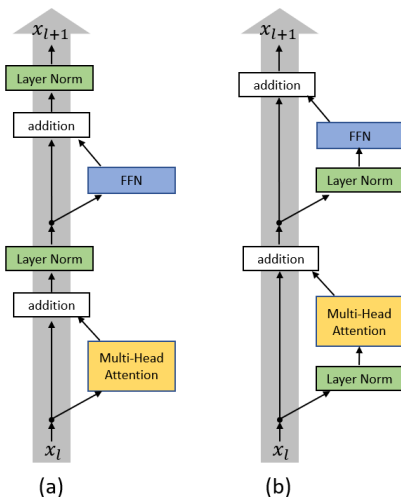 x_{l+1}
Layer Norm
addition
FFN
Layer Norm
addition
Multi-Head
Attention
x_l
(a)
x_{l+1}
addition
FFN
Layer Norm
addition
Multi-Head
Attention
Layer Norm
x_l
(b)